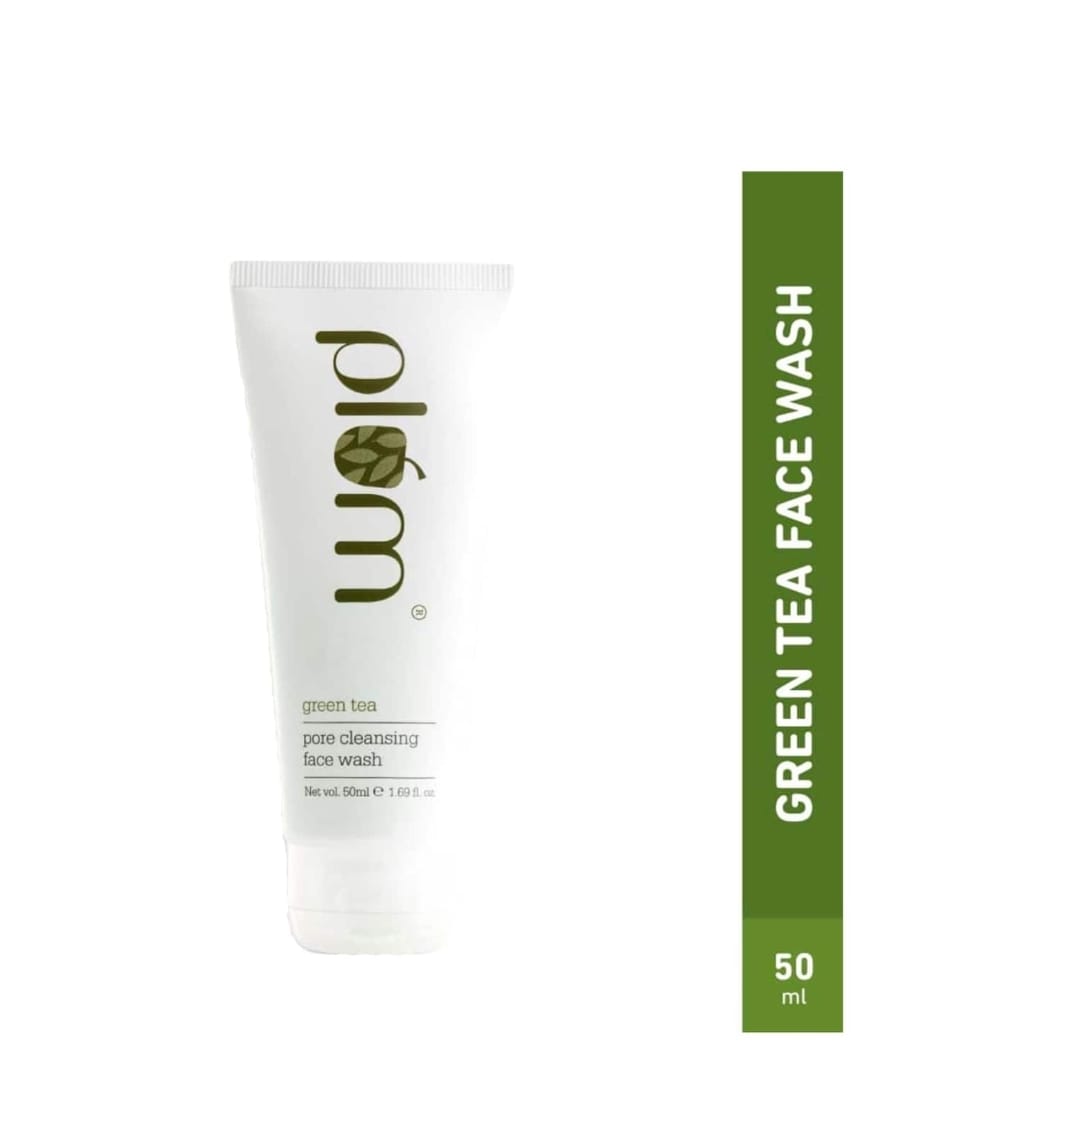 plum
®
green tea
pore cleansing
face wash
Net vol. 50ml ℮ 1.69 fl. oz
GREEN TEA FACE WASH
50
ml